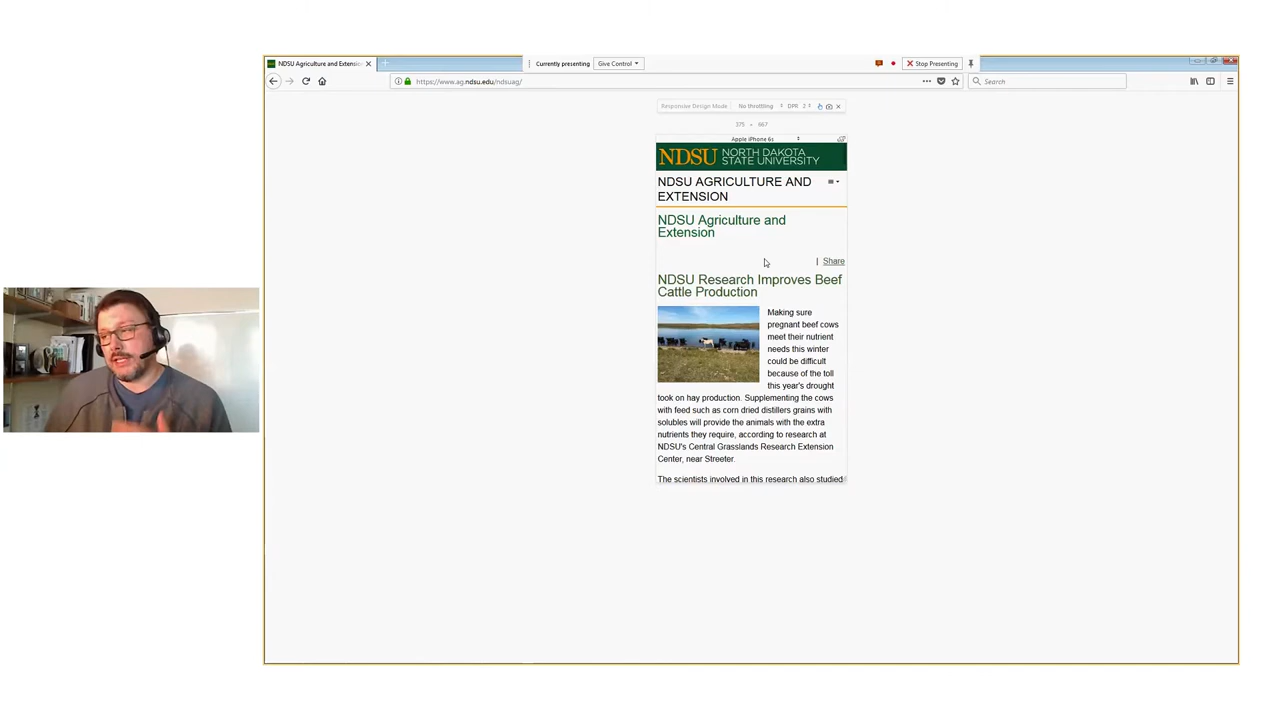 NDSU Agriculture and Extensio
Currently presenting
Give Control
Stop Presenting
https://www.ag.ndsu.edu/ndsuag/
Search
Responsive Design Mode No throttling DPR 2
375 × 667
Apple iPhone 6s
NDSU NORTH DAKOTA
STATE UNIVERSITY
NDSU AGRICULTURE AND
EXTENSION
NDSU Agriculture and
Extension
| Share
NDSU Research Improves Beef
Cattle Production
Making sure
pregnant beef cows
meet their nutrient
needs this winter
could be difficult
because of the toll
this year's drought
took on hay production. Supplementing the cows
with feed such as corn dried distillers grains with
solubles will provide the animals with the extra
nutrients they require, according to research at
NDSU's Central Grasslands Research Extension
Center, near Streeter.
The scientists involved in this research also studied